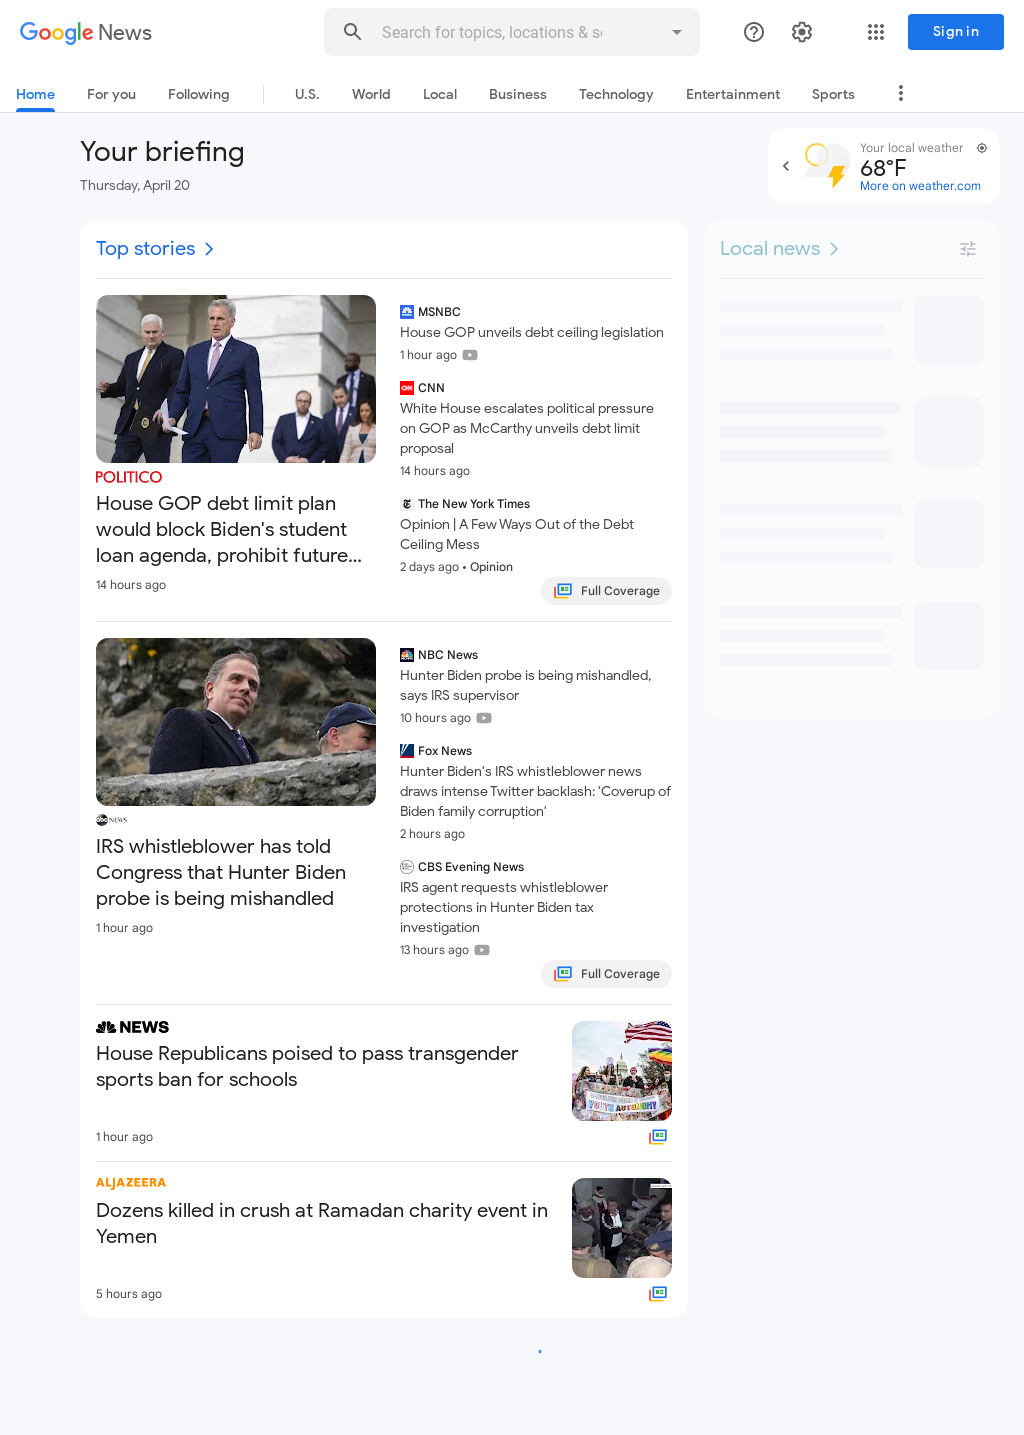 Google News
Search for topics, locations & so
Sign in
Home
For you
Following
U.S.
World
Local
Business
Technology
Entertainment
Sports
Your briefing
Thursday, April 20
Your local weather
68°F
More on weather.com
Top stories
POLITICO
House GOP debt limit plan
would block Biden's student
loan agenda, prohibit future...
14 hours ago
MSNBC
House GOP unveils debt ceiling legislation
1 hour ago
CNN
White House escalates political pressure
on GOP as McCarthy unveils debt limit
proposal
14 hours ago
The New York Times
Opinion | A Few Ways Out of the Debt
Ceiling Mess
2 days ago • Opinion
Full Coverage
abc NEWS
IRS whistleblower has told
Congress that Hunter Biden
probe is being mishandled
1 hour ago
NBC News
Hunter Biden probe is being mishandled,
says IRS supervisor
10 hours ago
Fox News
Hunter Biden's IRS whistleblower news
draws intense Twitter backlash: 'Coverup of
Biden family corruption'
2 hours ago
CBS Evening News
IRS agent requests whistleblower
protections in Hunter Biden tax
investigation
13 hours ago
Full Coverage
NEWS
House Republicans poised to pass transgender
sports ban for schools
YOUTH AUTONOMY
1 hour ago
ALJAZEERA
Dozens killed in crush at Ramadan charity event in
Yemen
5 hours ago
Local news